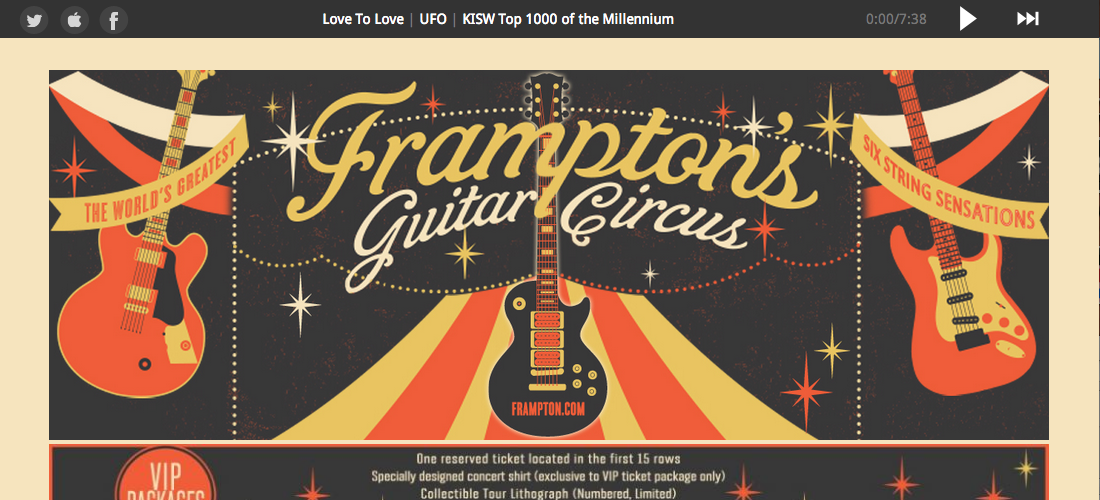 Love To Love | UFO | KISW Top 1000 of the Millennium
0:00/7:38
Frampton's
Guitar Circus
THE WORLD'S GREATEST
SIX STRING SENSATIONS
FRAMPTON.COM
VIP
PACKAGES
One reserved ticket located in the first 15 rows
Specially designed concert shirt (exclusive to VIP ticket package only)
Collectible Tour Lithograph (Numbered, Limited)